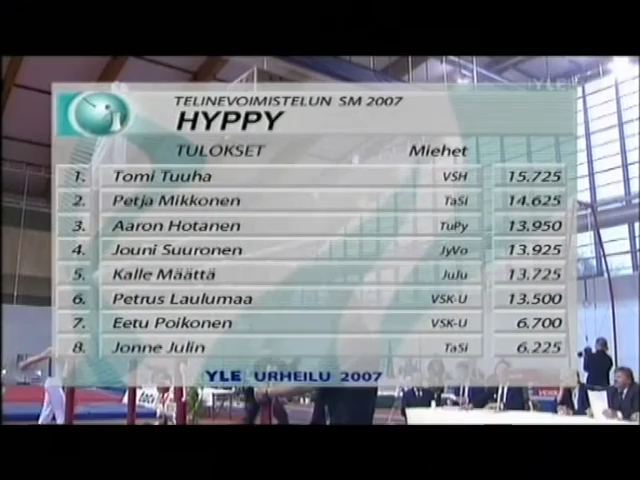 YLE
TELINEVOIMISTELUN SM 2007
HYPPY
TULOKSET Miehet
1. Tomi Tuuha VSH 15.725
2. Petja Mikkonen TaSi 14.625
3. Aaron Hotanen TuPy 13.950
4. Jouni Suuronen JyVo 13.925
5. Kalle Määttä JuJu 13.725
6. Petrus Laulumaa VSK-U 13.500
7. Eetu Poikonen VSK-U 6.700
8. Jonne Julin TaSi 6.225
YLE URHEILU 2007